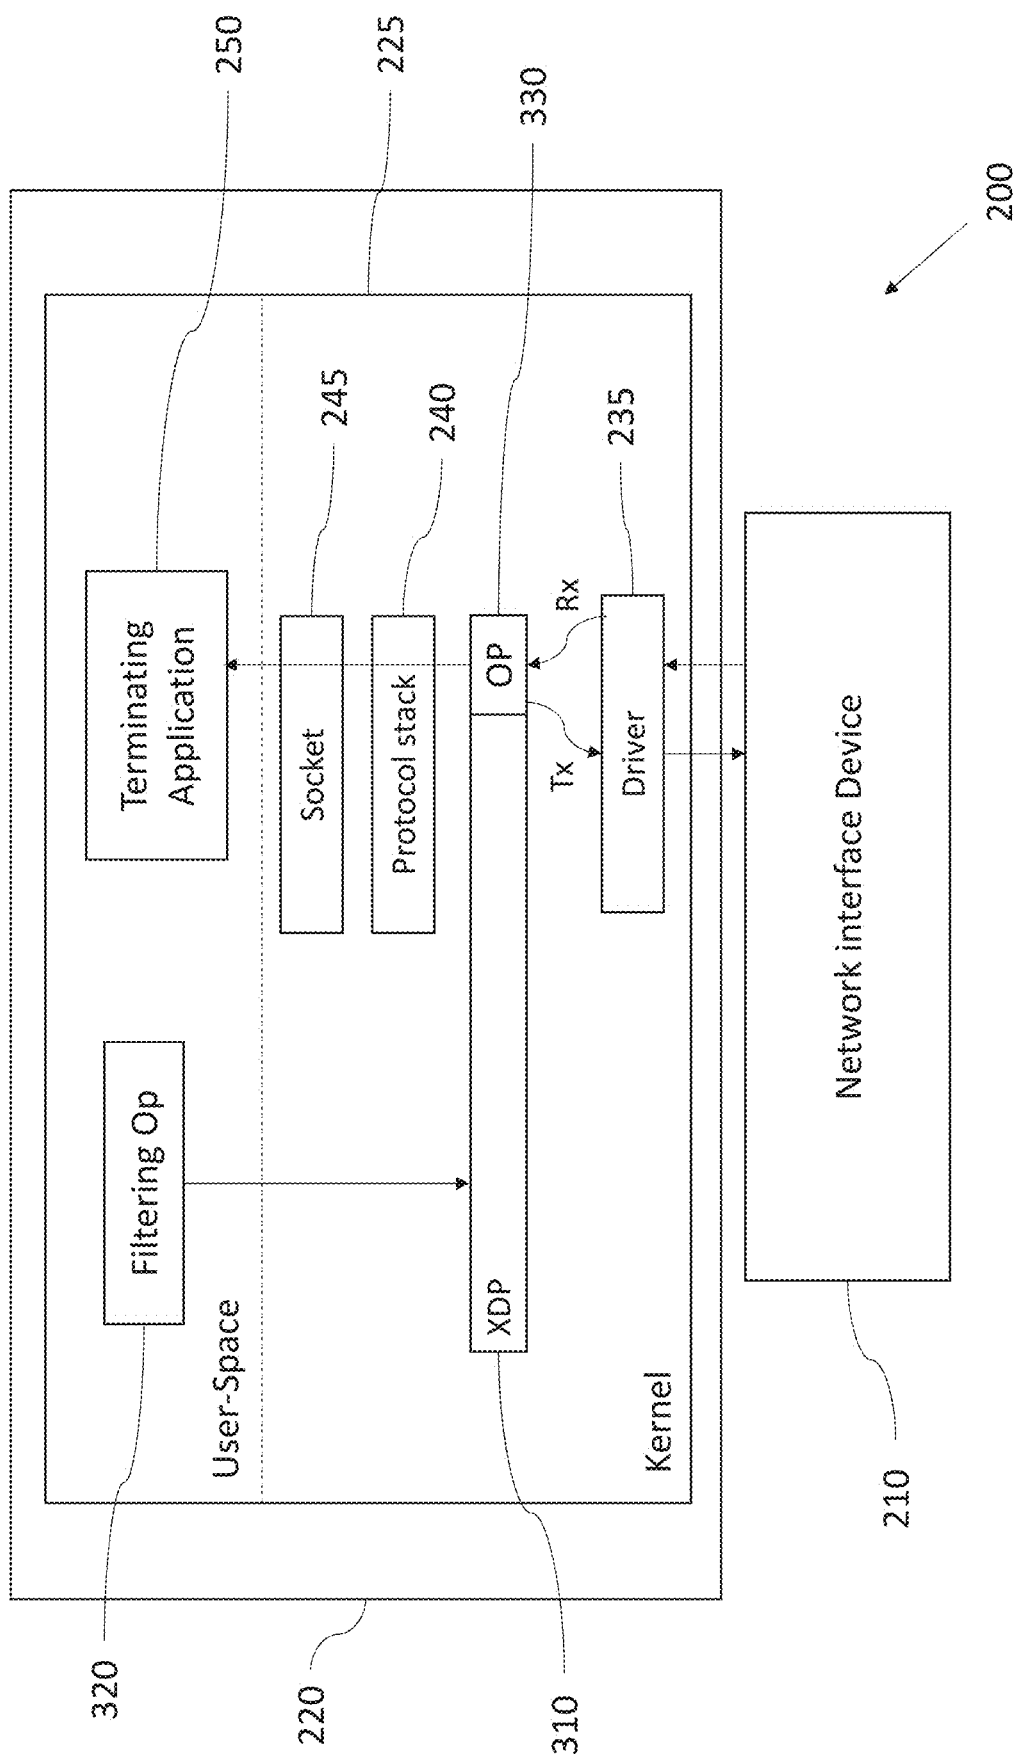 320
220
310
210
Filtering Op
User-Space
XDP
Kernel
Terminating
Application
Socket
Protocol stack
OP
Tx
Rx
Driver
Network interface Device
250
225
245
240
330
235
200